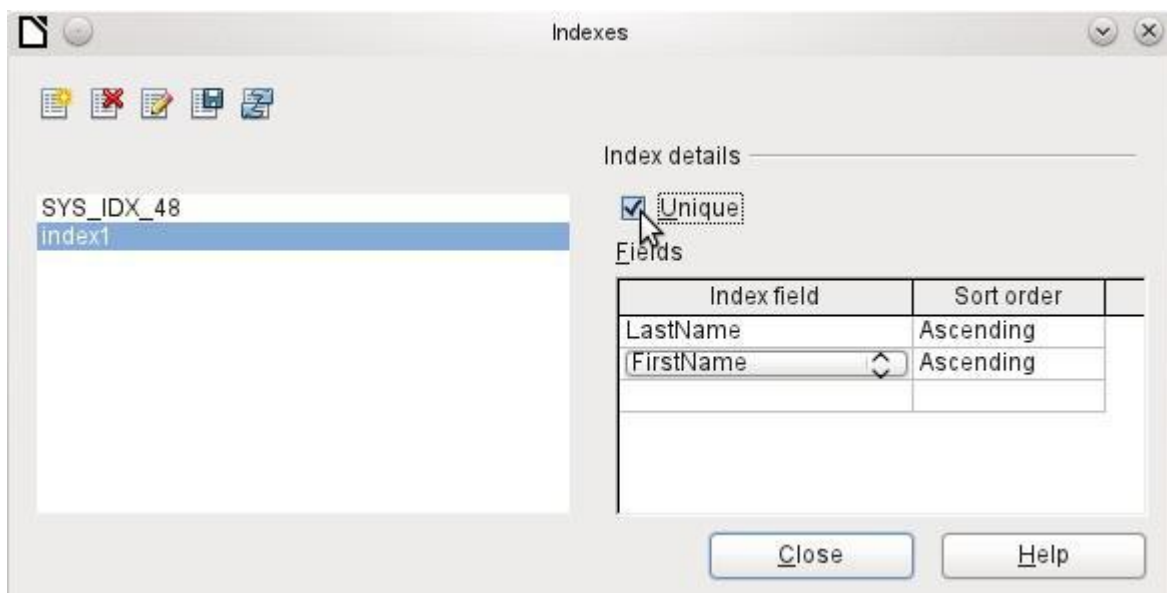 Indexes
Index details
SYS_IDX_48
index1
Unique
Fields
Index field Sort order
LastName Ascending
FirstName Ascending
Close Help